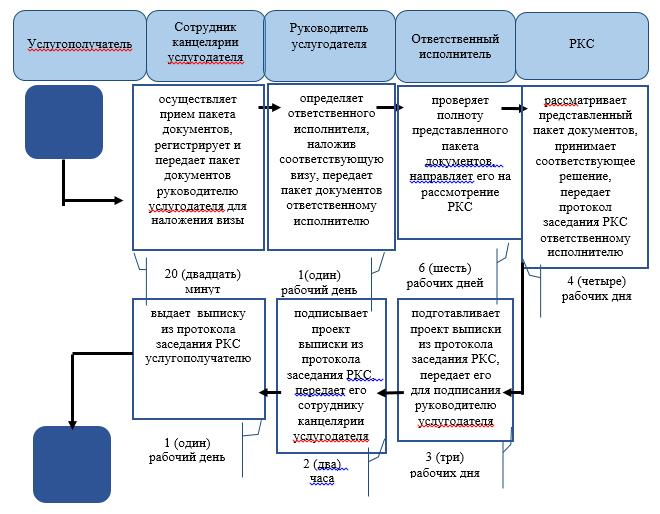 Услугополучатель
Сотрудник
канцелярии
услугодателя
Руководитель
услугодателя
Ответственный
исполнитель
РКС
осуществляет
прием пакета
документов,
регистрирует и
передает пакет
документов
руководителю
услугодателя для
наложения визы
определяет
ответственного
исполнителя,
наложив
соответствующую
визу, передает
пакет документов
ответственному
исполнителю
проверяет
полноту
представленного
пакета
документов,
направляет его на
рассмотрение
РКС
рассматривает
представленный
пакет документов,
принимает
соответствующее
решение,
передает
протокол
заседания РКС
ответственному
исполнителю
20 (двадцать)
минут
1(один)
рабочий день
6 (шесть)
рабочих дней
4 (четыре)
рабочих дня
выдает выписку
из протокола
заседания РКС
услугополучателю
подписывает
проект
выписки из
протокола
заседания РКС,
передает его
сотруднику
канцелярии
услугодателя
подготавливает
проект выписки
из протокола
заседания РКС,
передает его
для подписания
руководителю
услугодателя
1 (один)
рабочий день
2 (два)
часа
3 (три)
рабочих дня